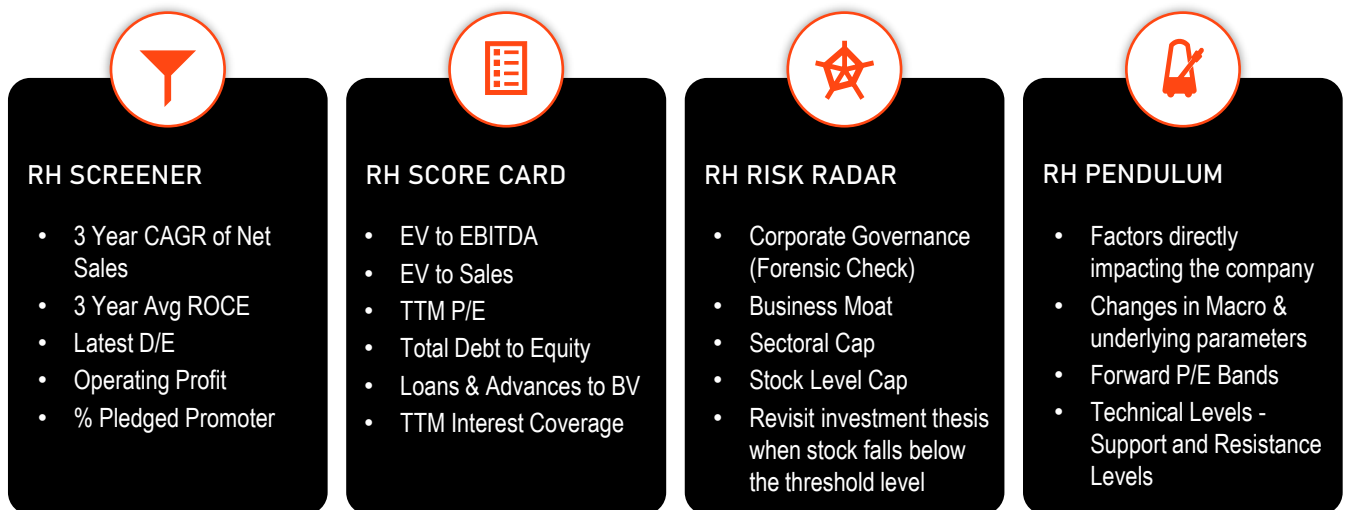 RH SCREENER
• 3 Year CAGR of Net
Sales
• 3 Year Avg ROCE
• Latest D/E
• Operating Profit
• % Pledged Promoter
RH SCORE CARD
• EV to EBITDA
• EV to Sales
• TTM P/E
• Total Debt to Equity
• Loans & Advances to BV
• TTM Interest Coverage
RH RISK RADAR
• Corporate Governance
(Forensic Check)
• Business Moat
• Sectoral Cap
• Stock Level Cap
• Revisit investment thesis
when stock falls below
the threshold level
RH PENDULUM
• Factors directly
impacting the company
• Changes in Macro &
underlying parameters
• Forward P/E Bands
• Technical Levels -
Support and Resistance
Levels